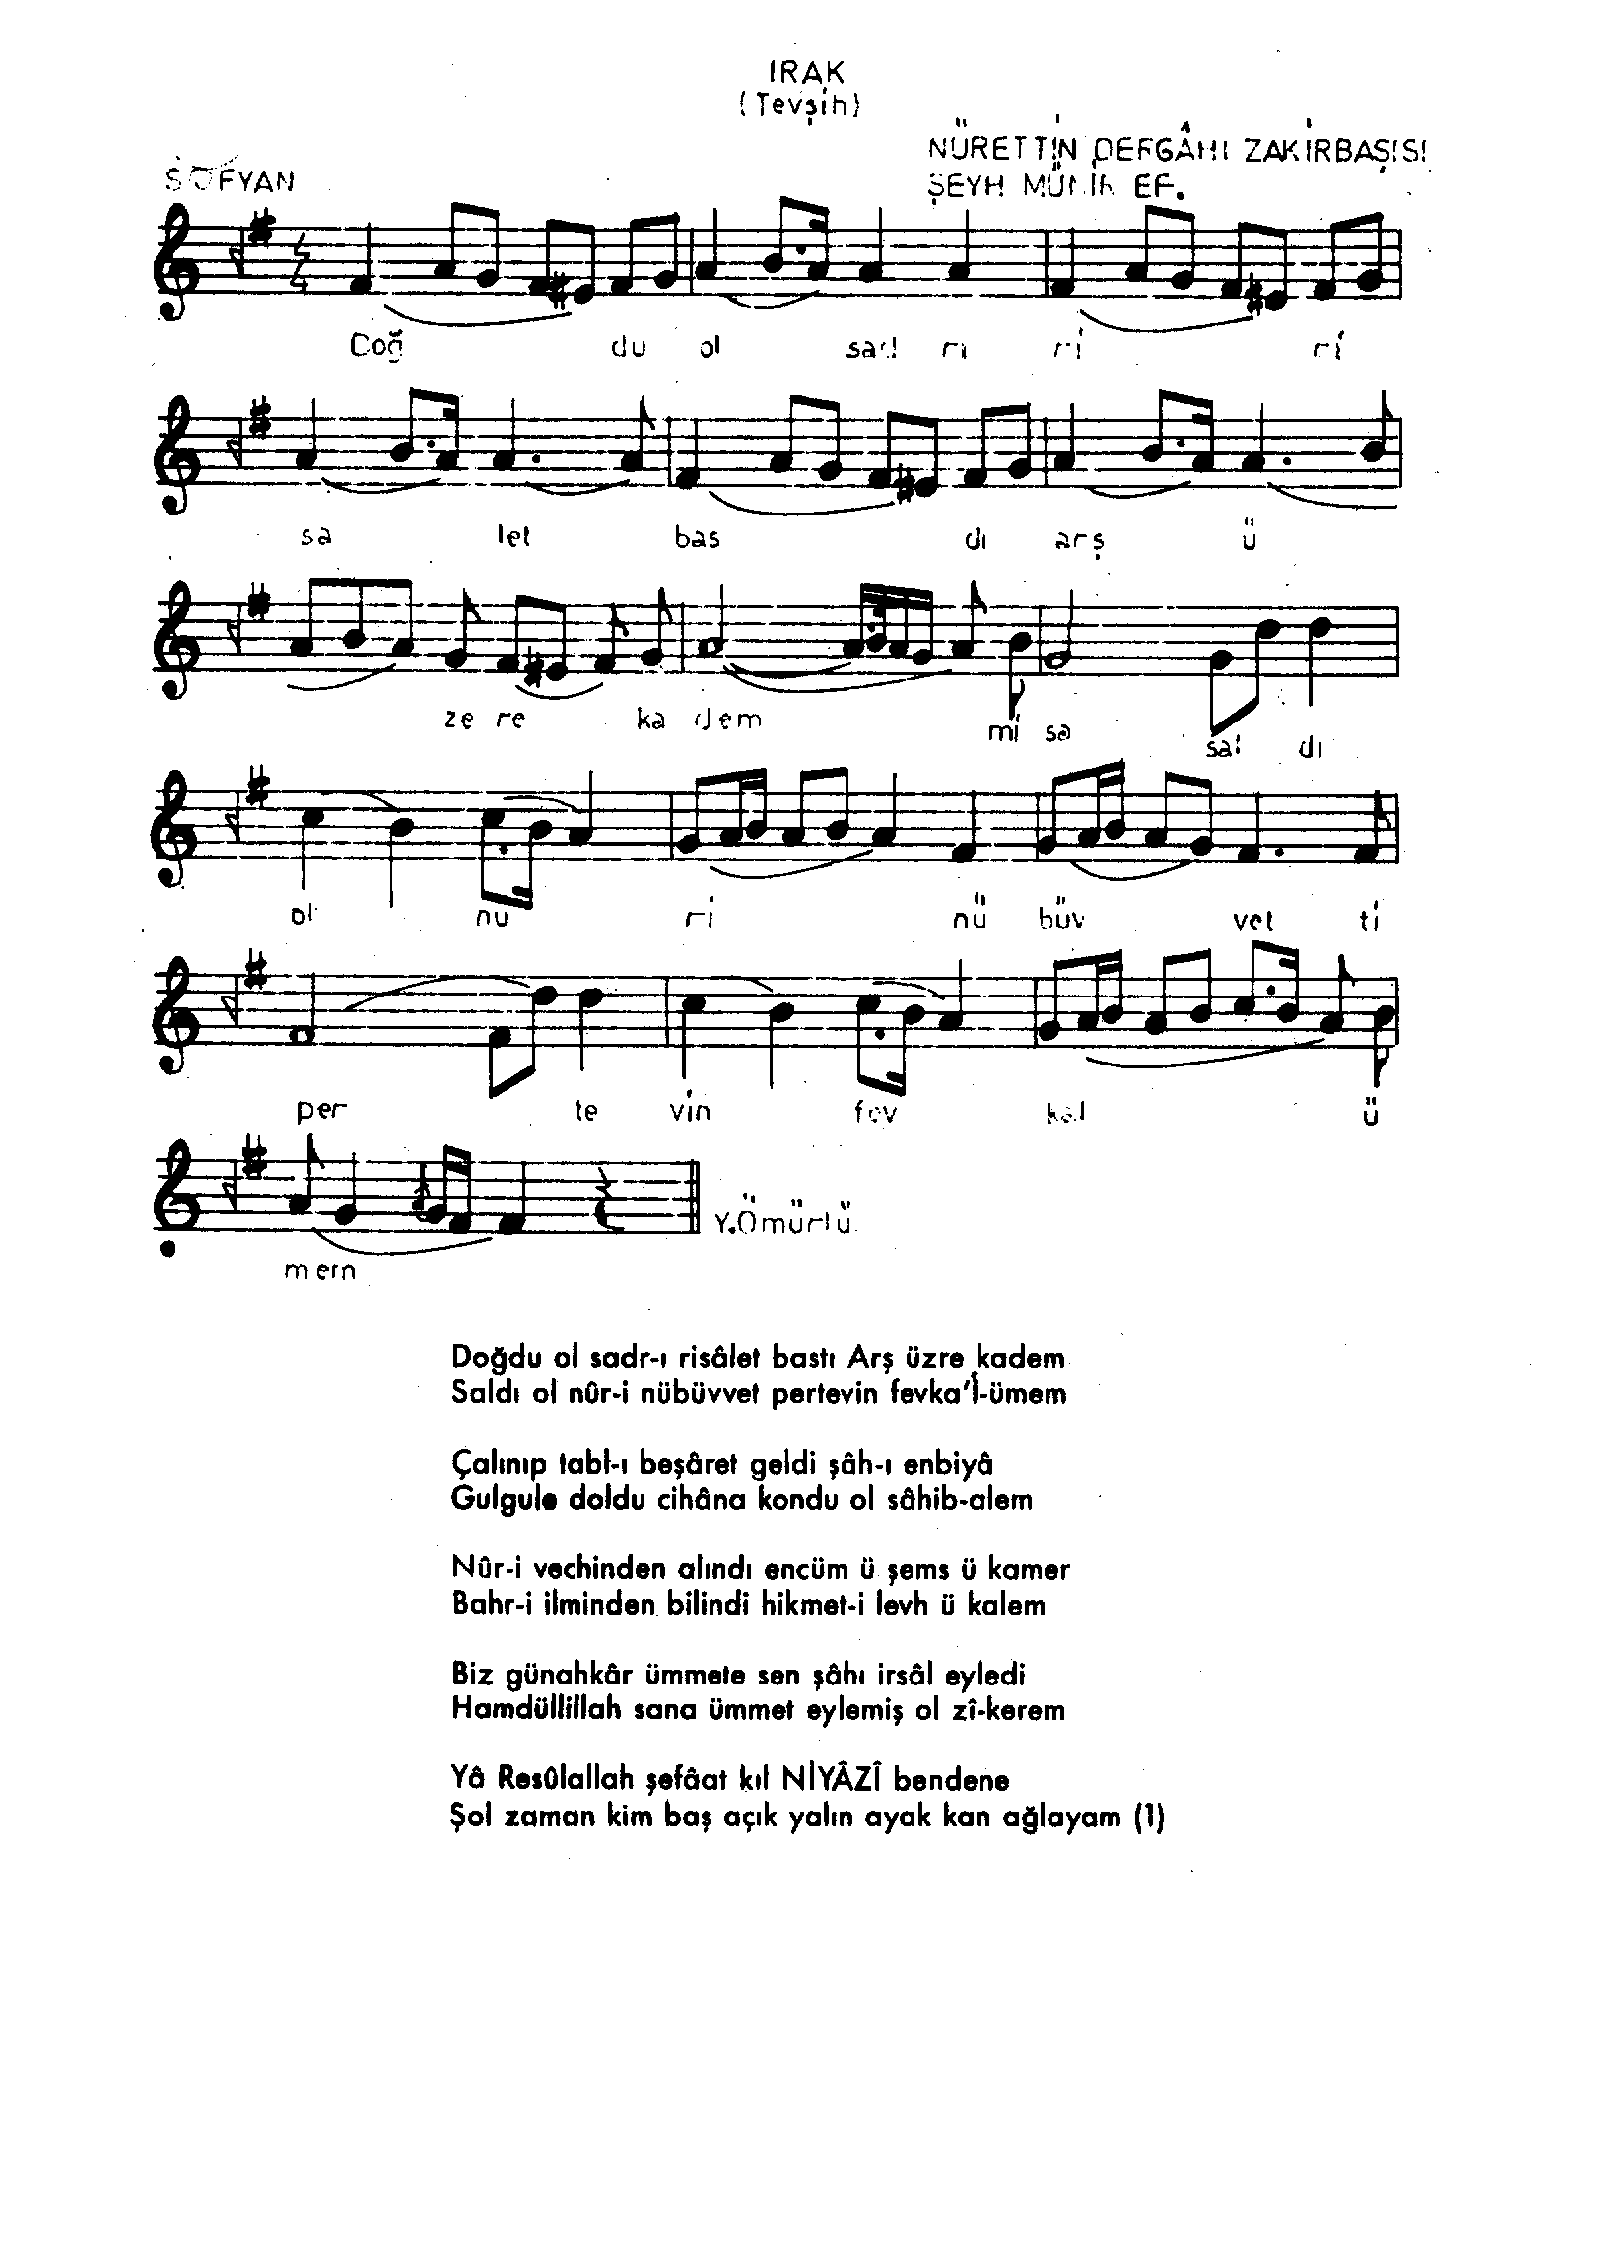 IRAK
(Tevşih)
NÛRETTİN DERGÂHI ZAKİRBAŞISI
SOFYAN
ŞEYH MÜNİR EF.
4
4
Doğ du ol sad rı ri ri
sa let bas dı arş ü
ze re ka dem mi sa sal dı
ol nu ri nü büv vet ti
per te vin fev kal ü
mem
Y.Ömürlü
Doğdu ol sadr-ı risâlet bastı Arş üzre kadem
Saldı ol nûr-i nübüvvet pertevin fevka'l-ümem
Çalınıp tabl-ı beşâret geldi şâh-ı enbiyâ
Gulgule doldu cihâna kondu ol sâhib-alem
Nûr-i vechinden alındı encüm ü şems ü kamer
Bahr-i ilminden bilindi hikmet-i levh ü kalem
Biz günahkâr ümmete sen şâhı irsâl eyledi
Hamdüllillah sana ümmet eylemiş ol zî-kerem
Yâ Resûlallah şefâat kıl NİYÂZÎ bendene
Şol zaman kim baş açık yalın ayak kan ağlayam (1)